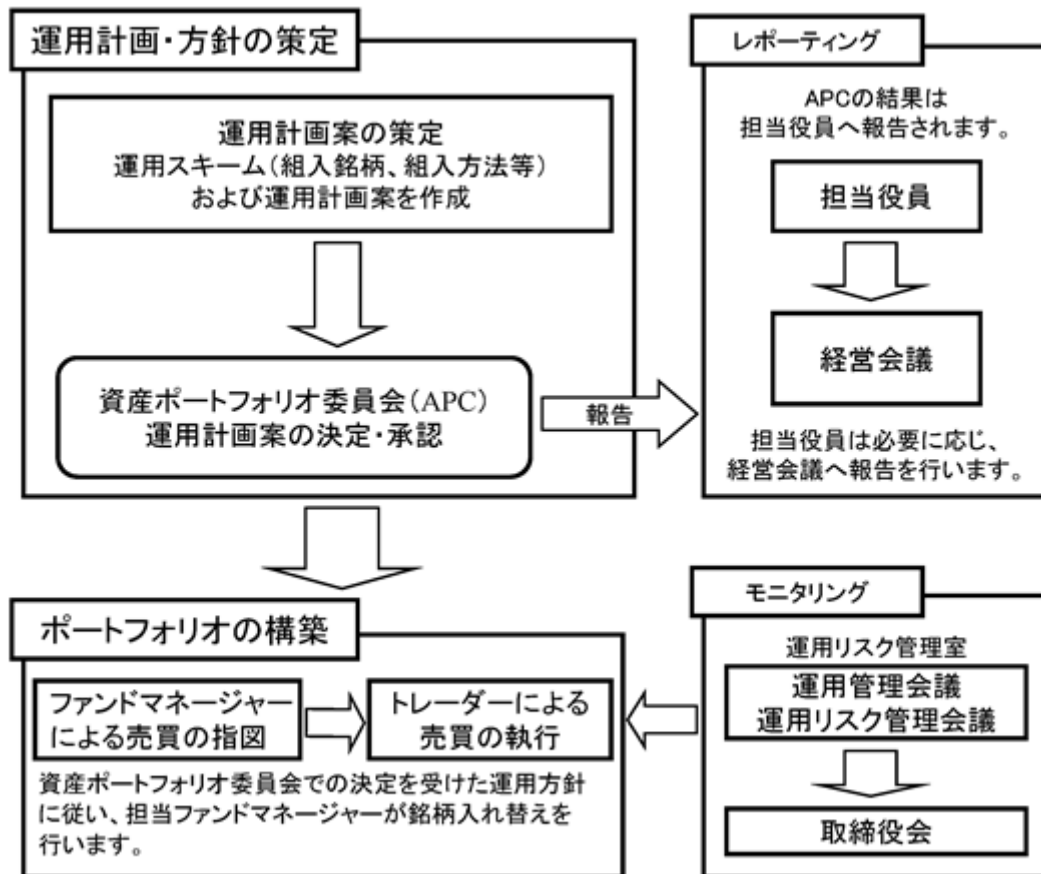 運用計画・方針の策定
運用計画案の策定
運用スキーム(組入銘柄、組入方法等)
および運用計画案を作成
資産ポートフォリオ委員会(APC)
運用計画案の決定・承認
報告
レポーティング
APCの結果は
担当役員へ報告されます。
担当役員
経営会議
担当役員は必要に応じ、
経営会議へ報告を行います。
ポートフォリオの構築
ファンドマネージャー
による売買の指図
トレーダーによる
売買の執行
資産ポートフォリオ委員会での決定を受けた運用方針
に従い、担当ファンドマネージャーが銘柄入れ替えを
行います。
モニタリング
運用リスク管理室
運用管理会議
運用リスク管理会議
取締役会